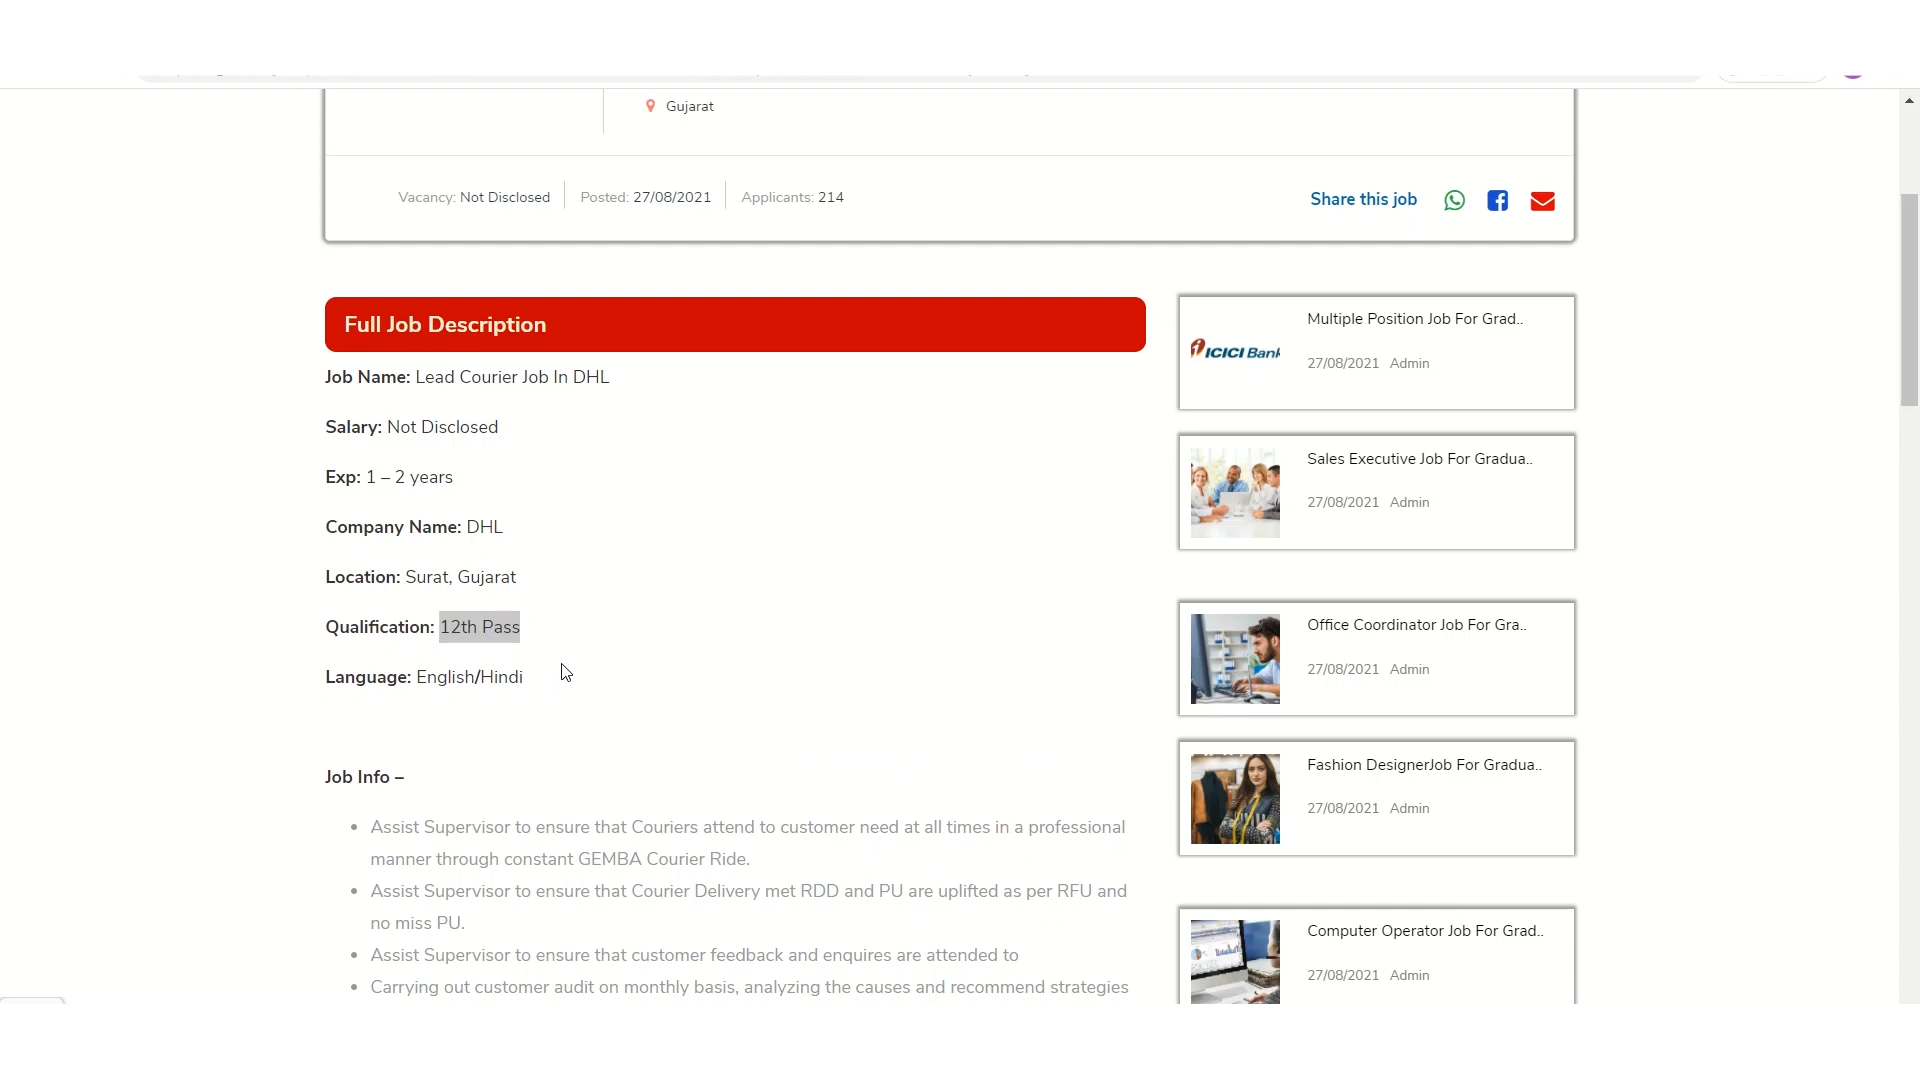 Gujarat
Vacancy: Not Disclosed
Posted: 27/08/2021
Applicants: 214
Share this job
Full Job Description
Job Name: Lead Courier Job In DHL
Salary: Not Disclosed
Exp: 1 – 2 years
Company Name: DHL
Location: Surat, Gujarat
Qualification: 12th Pass
Language: English/Hindi
Job Info –
• Assist Supervisor to ensure that Couriers attend to customer need at all times in a professional
manner through constant GEMBA Courier Ride.
• Assist Supervisor to ensure that Courier Delivery met RDD and PU are uplifted as per RFU and
no miss PU.
• Assist Supervisor to ensure that customer feedback and enquires are attended to
• Carrying out customer audit on monthly basis, analyzing the causes and recommend strategies
ICICI Bank
Multiple Position Job For Grad..
27/08/2021 Admin
Sales Executive Job For Gradua..
27/08/2021 Admin
Office Coordinator Job For Gra..
27/08/2021 Admin
Fashion DesignerJob For Gradua..
27/08/2021 Admin
Computer Operator Job For Grad..
27/08/2021 Admin